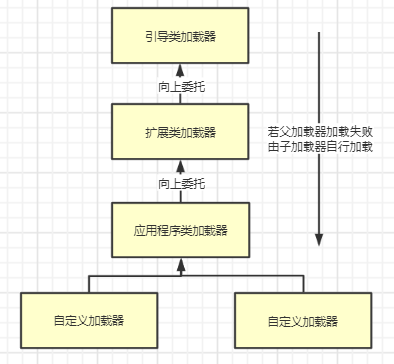 引导类加载器
向上委托
扩展类加载器
若父加载器加载失败
由子加载器自行加载
向上委托
应用程序类加载器
自定义加载器
自定义加载器